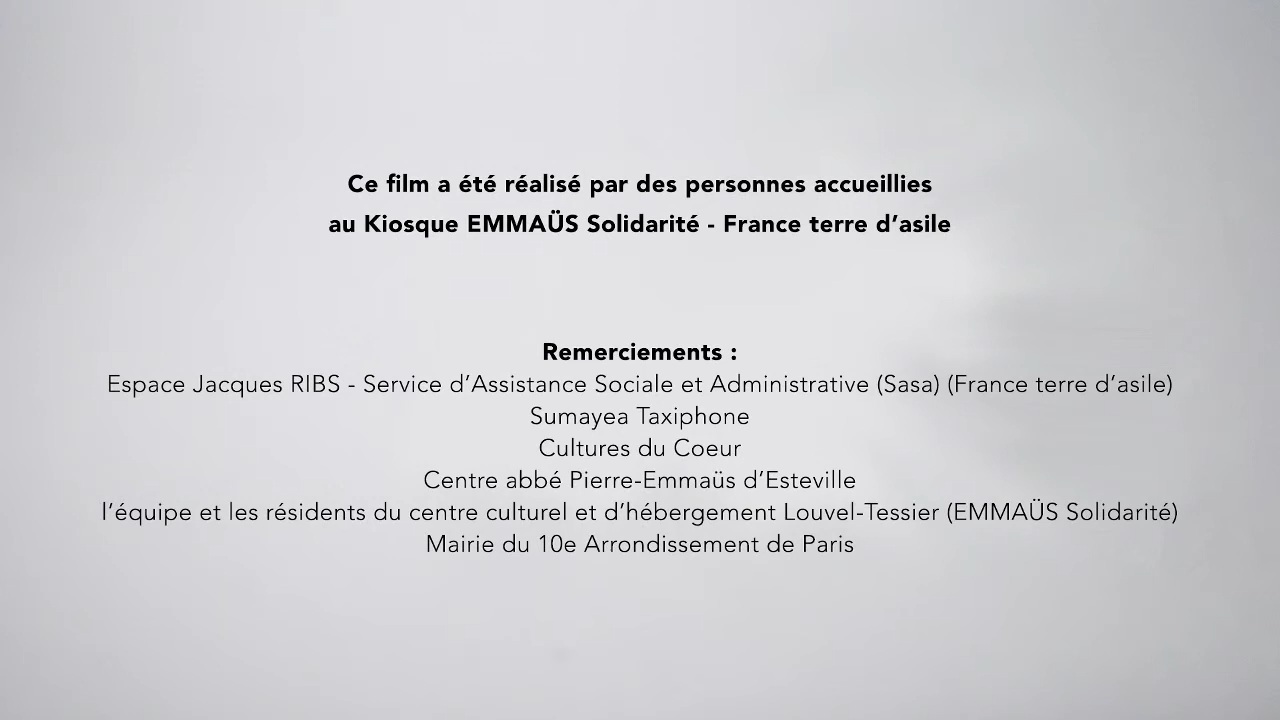 Ce film a été réalisé par des personnes accueillies
au Kiosque EMMAÜS Solidarité - France terre d’asile
Remerciements :
Espace Jacques RIBS - Service d’Assistance Sociale et Administrative (Sasa) (France terre d’asile)
Sumayea Taxiphone
Cultures du Coeur
Centre abbé Pierre-Emmaüs d’Esteville
l’équipe et les résidents du centre culturel et d’hébergement Louvel-Tessier (EMMAÜS Solidarité)
Mairie du 10e Arrondissement de Paris